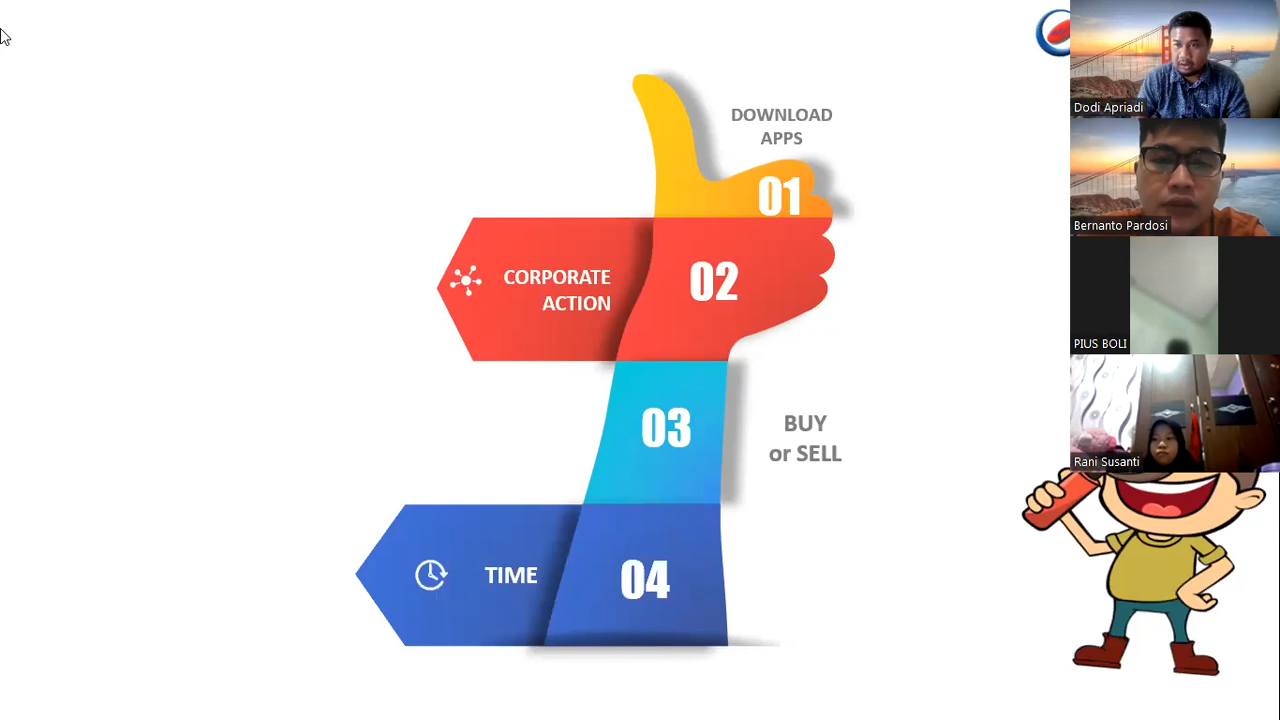 DOWNLOAD
APPS
01
CORPORATE
ACTION
02
03
BUY
or SELL
TIME
04
Dodi Apriadi
Bernanto Pardosi
PIUS BOLI
Rani Susanti